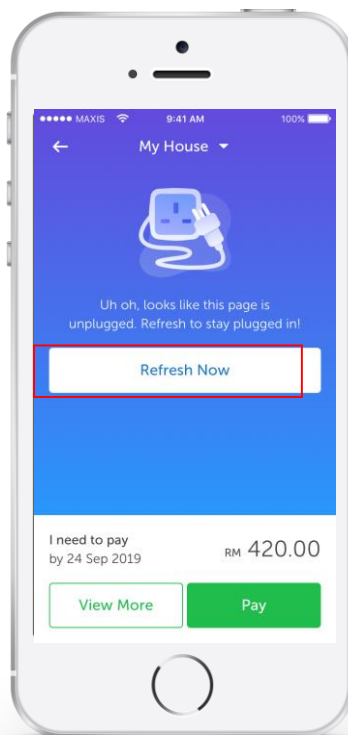 MAXIS 9:41 AM 100%
My House
Uh oh, looks like this page is
unplugged. Refresh to stay plugged in!
Refresh Now
I need to pay
by 24 Sep 2019
RM 420.00
View More
Pay